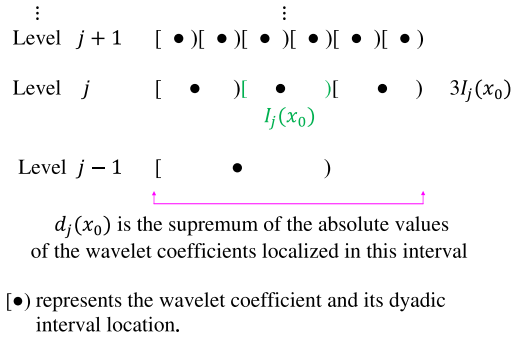 ⋮ ⋮
Level j + 1 [ • )[ • )[ • )[ • )[ • )[ • )
Level j [ • )[ • )[ • ) 3I_j(x_0)
I_j(x_0)
Level j − 1 [ • )
d_j(x_0) is the supremum of the absolute values
of the wavelet coefficients localized in this interval
[•) represents the wavelet coefficient and its dyadic
interval location.